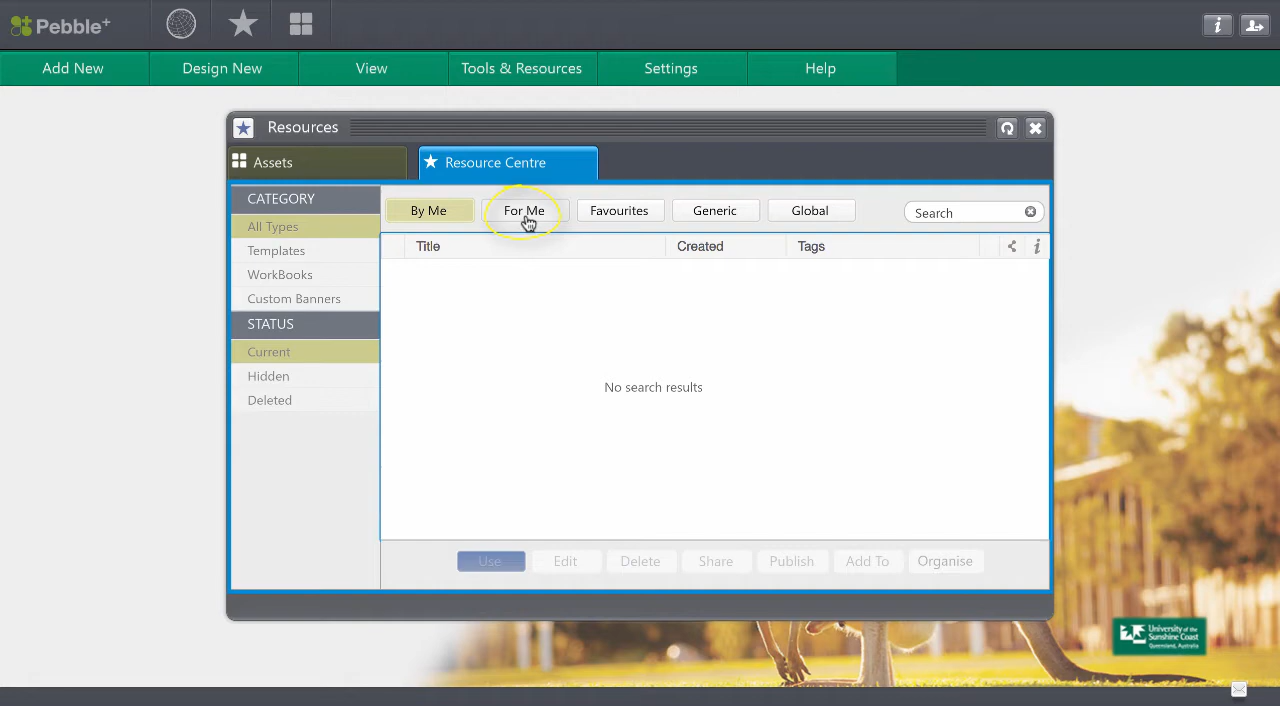 Pebble+
Add New
Design New
View
Tools & Resources
Settings
Help
Resources
Assets
Resource Centre
CATEGORY
All Types
Templates
WorkBooks
Custom Banners
STATUS
Current
Hidden
Deleted
By Me
For Me
Favourites
Generic
Global
Search
Title
Created
Tags
No search results
Use
Edit
Delete
Share
Publish
Add To
Organise
University of the
Sunshine Coast
Queensland, Australia